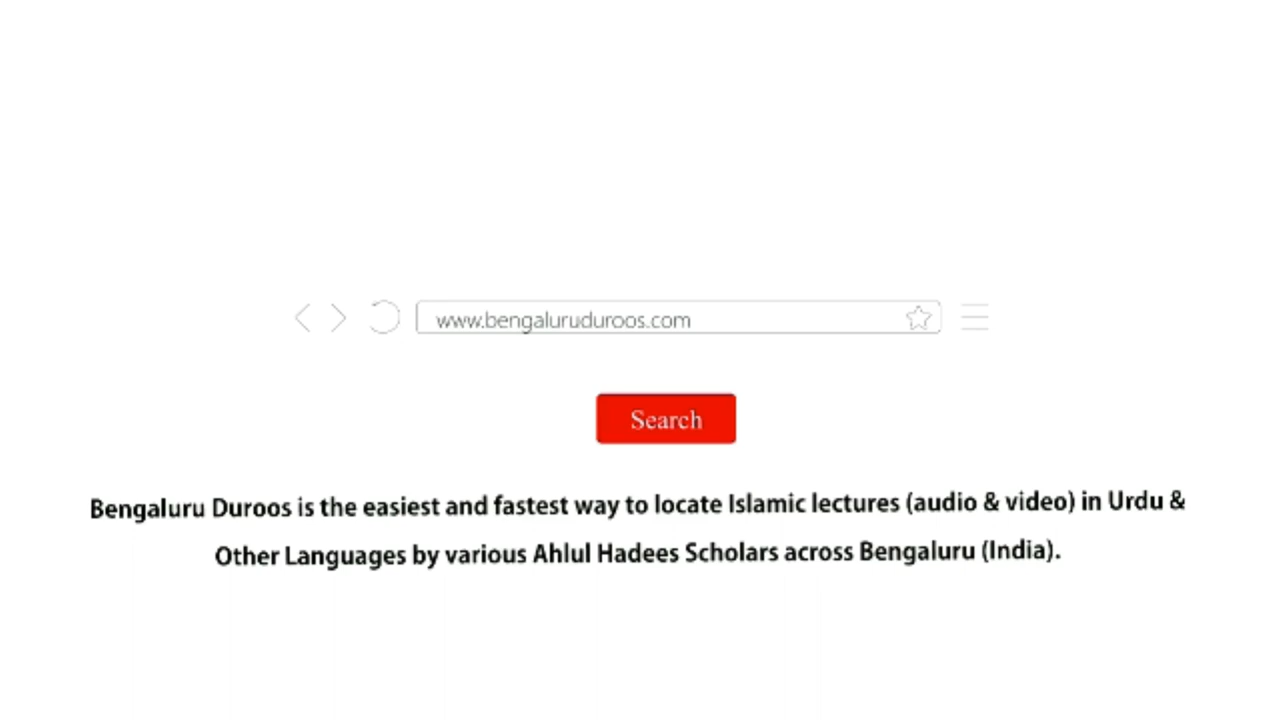 www.bengaluruduroos.com
Search
Bengaluru Duroos is the easiest and fastest way to locate Islamic lectures (audio & video) in Urdu &
Other Languages by various Ahlul Hadees Scholars across Bengaluru (India).